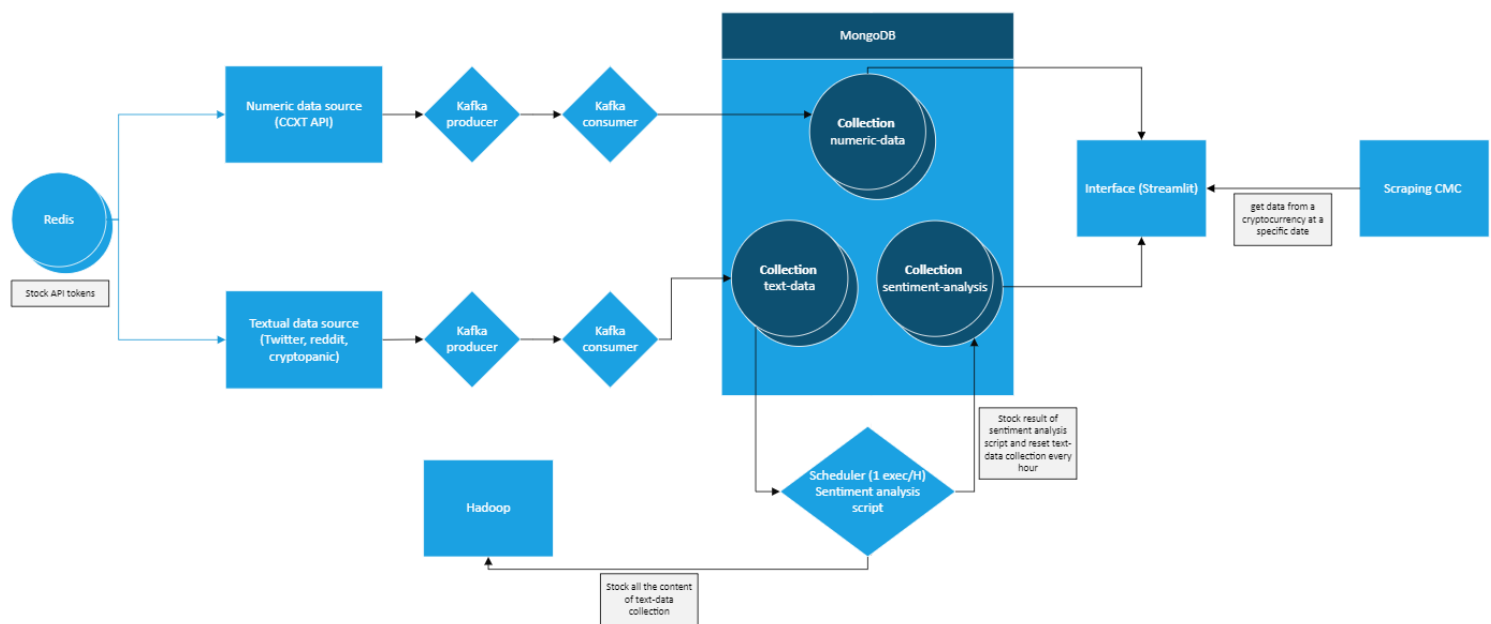 MongoDB
Numeric data source
(CCXT API)
Kafka
producer
Kafka
consumer
Collection
numeric-data
Redis
Stock API tokens
Interface (Streamlit)
get data from a
cryptocurrency at a
specific date
Scraping CMC
Textual data source
(Twitter, reddit,
cryptopanic)
Kafka
producer
Kafka
consumer
Collection
text-data
Collection
sentiment-analysis
Stock result of
sentiment analysis
script and reset text-
data collection every
hour
Scheduler (1 exec/H)
Sentiment analysis
script
Hadoop
Stock all the content
of text-data
collection